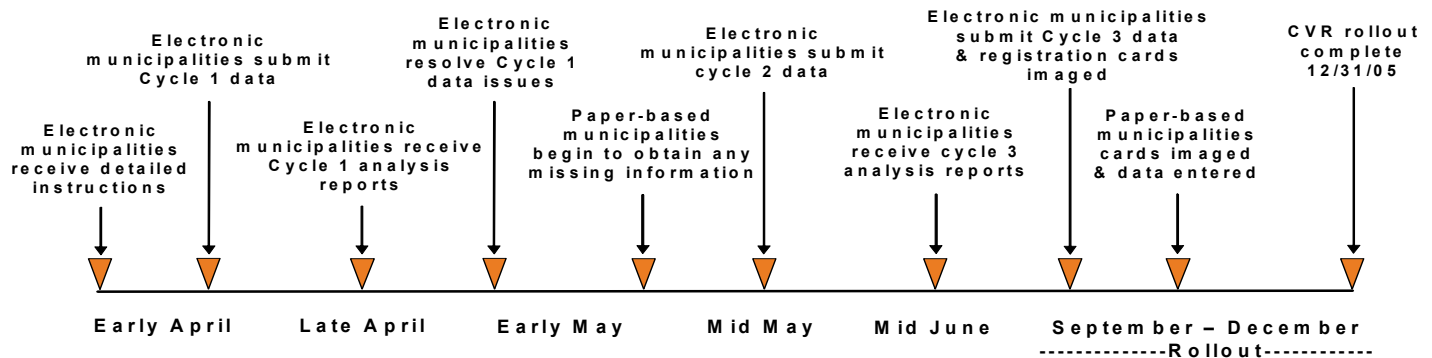 Electronic
municipalities
receive detailed
instructions
Electronic
municipalities submit
Cycle 1 data
Electronic
municipalities receive
Cycle 1 analysis
reports
Electronic
municipalities
resolve Cycle 1
data issues
Paper-based
municipalities
begin to obtain any
missing information
Electronic
municipalities submit
cycle 2 data
Electronic
municipalities
receive cycle 3
analysis reports
Electronic municipalities
submit Cycle 3 data
& registration cards
imaged
Paper-based
municipalities
cards imaged
& data entered
CVR rollout
complete
12/31/05
Early April
Late April
Early May
Mid May
Mid June
September – December
-------------Rollout------------